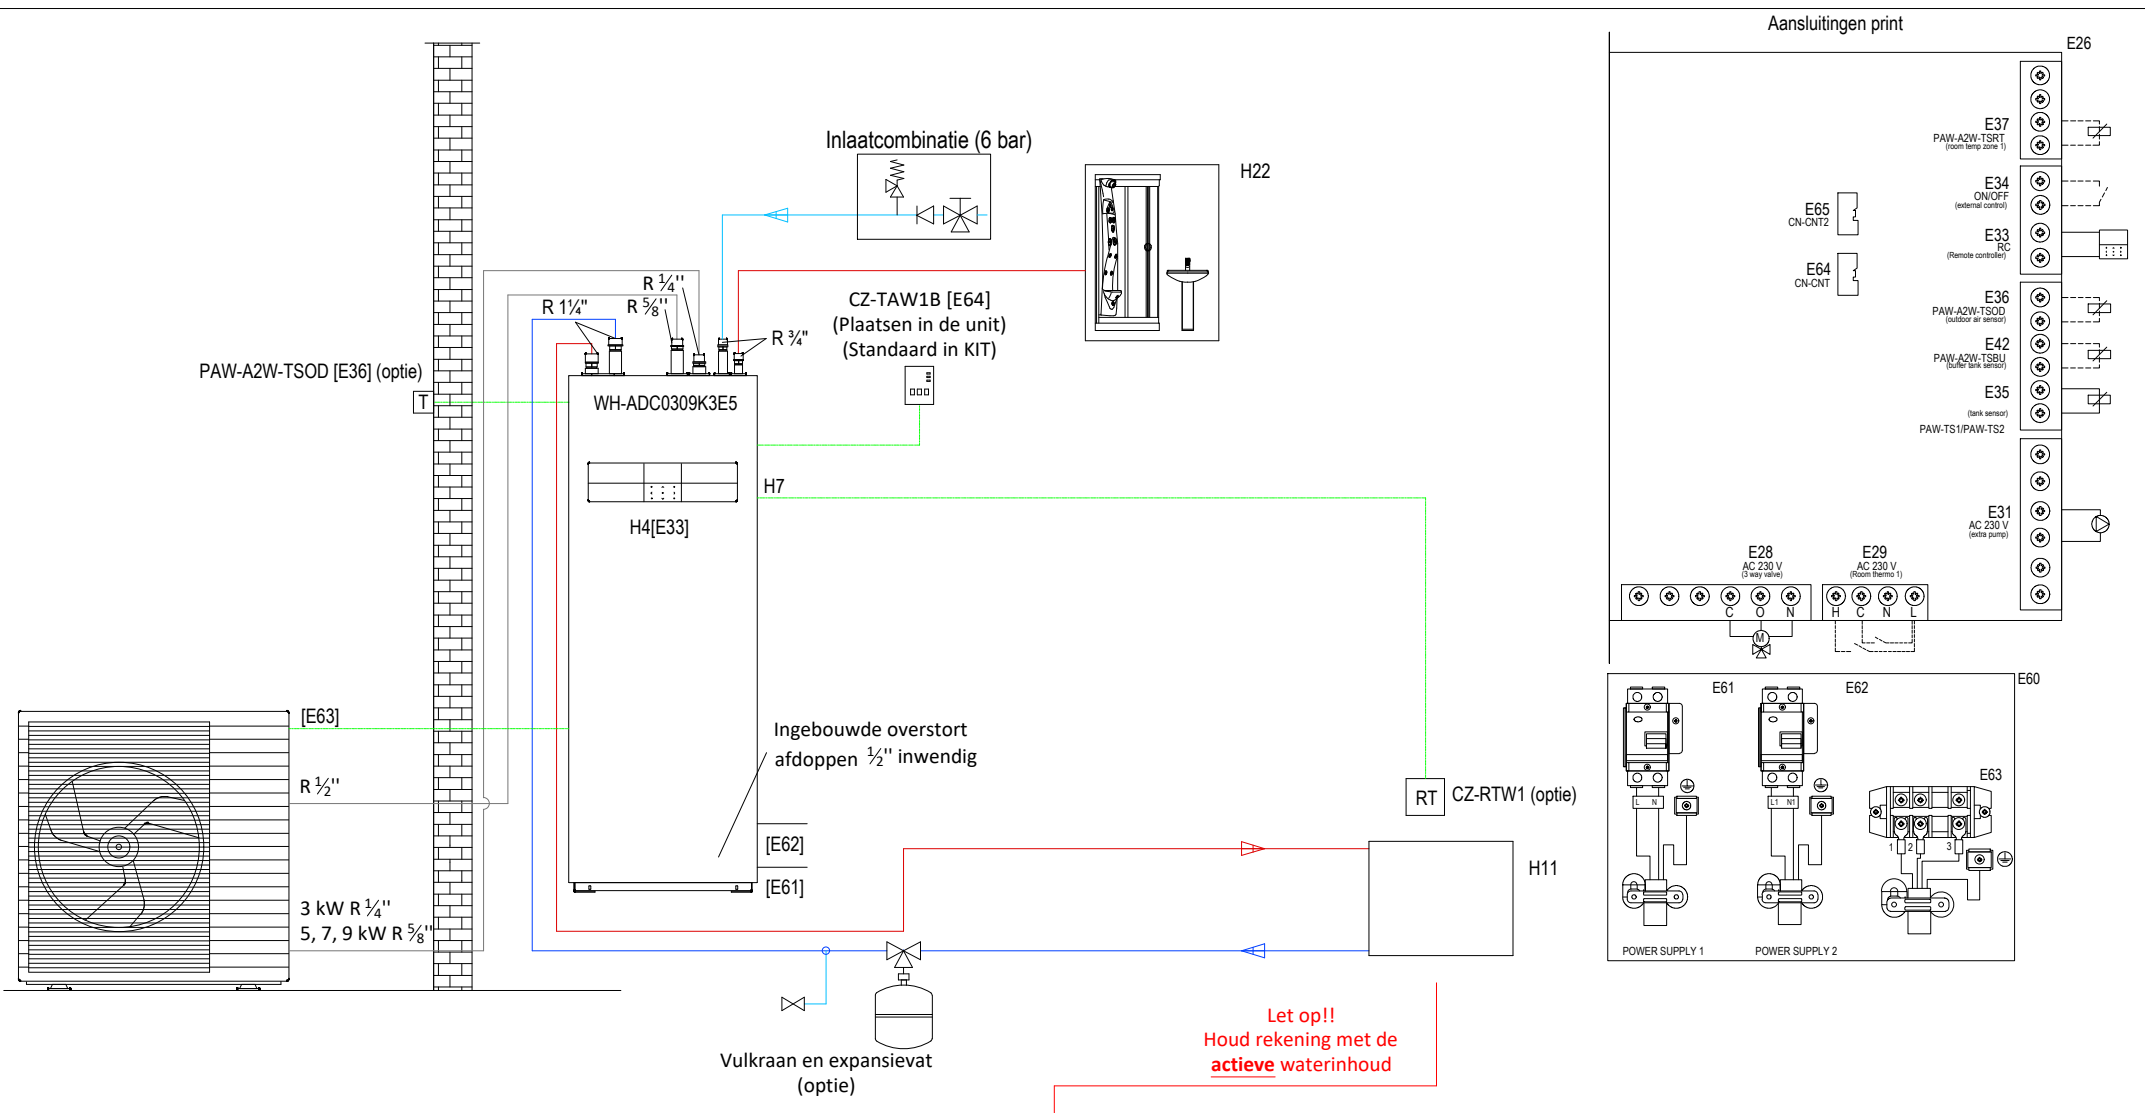 Aansluitingen print
E26
E37
PAW-A2W-TSRT
(room temp zone 1)
E34
ON/OFF
(external control)
E65
CN-CNT2
E33
RC
(Remote controller)
E64
CN-CNT
E36
PAW-A2W-TSOD
(outdoor air sensor)
E42
PAW-A2W-TSBU
(buffer tank sensor)
E35
(tank sensor)
PAW-TS1/PAW-TS2
E31
AC 230 V
(extra pump)
E28
AC 230 V
(3 way valve)
E29
AC 230 V
(Room thermo 1)
C O N
H C N L
M
Inlaatcombinatie (6 bar)
H22
R ¼''
R 1¼"
R ⅝''
R ¾"
CZ-TAW1B [E64]
(Plaatsen in de unit)
(Standaard in KIT)
PAW-A2W-TSOD [E36] (optie)
T
WH-ADC0309K3E5
H7
H4[E33]
[E63]
R ½''
3 kW R ¼''
5, 7, 9 kW R ⅝''
Ingebouwde overstort
afdoppen ½'' inwendig
[E62]
[E61]
RT
CZ-RTW1 (optie)
H11
Vulkraan en expansievat
(optie)
Let op!!
Houd rekening met de
actieve waterinhoud
E60
E61
E62
E63
L N
L1 N1
1 2 3
POWER SUPPLY 1
POWER SUPPLY 2